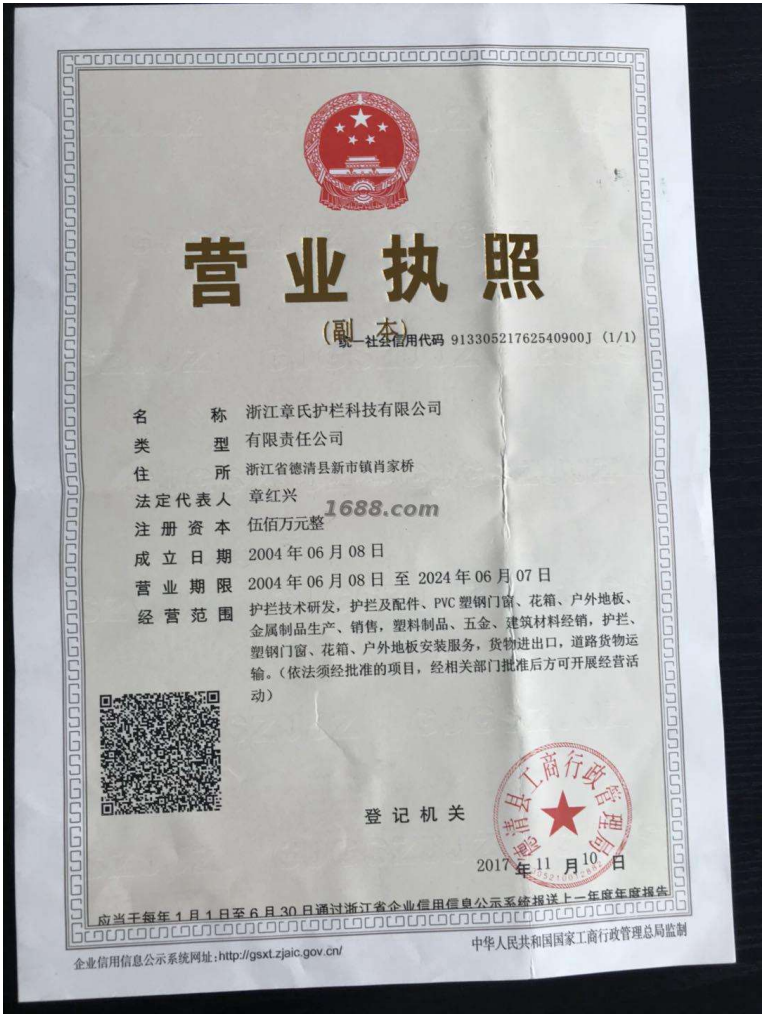 营业执照
(副 本)
统一社会信用代码 91330521762540900J (1/1)
名 称 浙江章氏护栏科技有限公司
类 型 有限责任公司
住 所 浙江省德清县新市镇肖家桥
法定代表人 章红兴
注册资本 伍佰万元整
1688.com
成立日期 2004年06月08日
营业期限 2004年06月08日 至 2024年06月07日
经营范围 护拦技术研发，护拦及配件、PVC 塑钢门窗、花箱、户外地板、
金属制品生产、销售，塑料制品、五金、建筑材料经销，护拦、
塑钢门窗、花箱、户外地板安装服务，货物进出口，道路货物运
输。（依法须经批准的项目，经相关部门批准后方可开展经营活
动）
登记机关
德清县工商行政管理局
2017年11月10日
应当于每年1月1日至6月30日通过浙江省企业信用信息公示系统报送上一年度年度报告
企业信用信息公示系统网址:http://gsxt.zjaic.gov.cn/
中华人民共和国国家工商行政管理总局监制